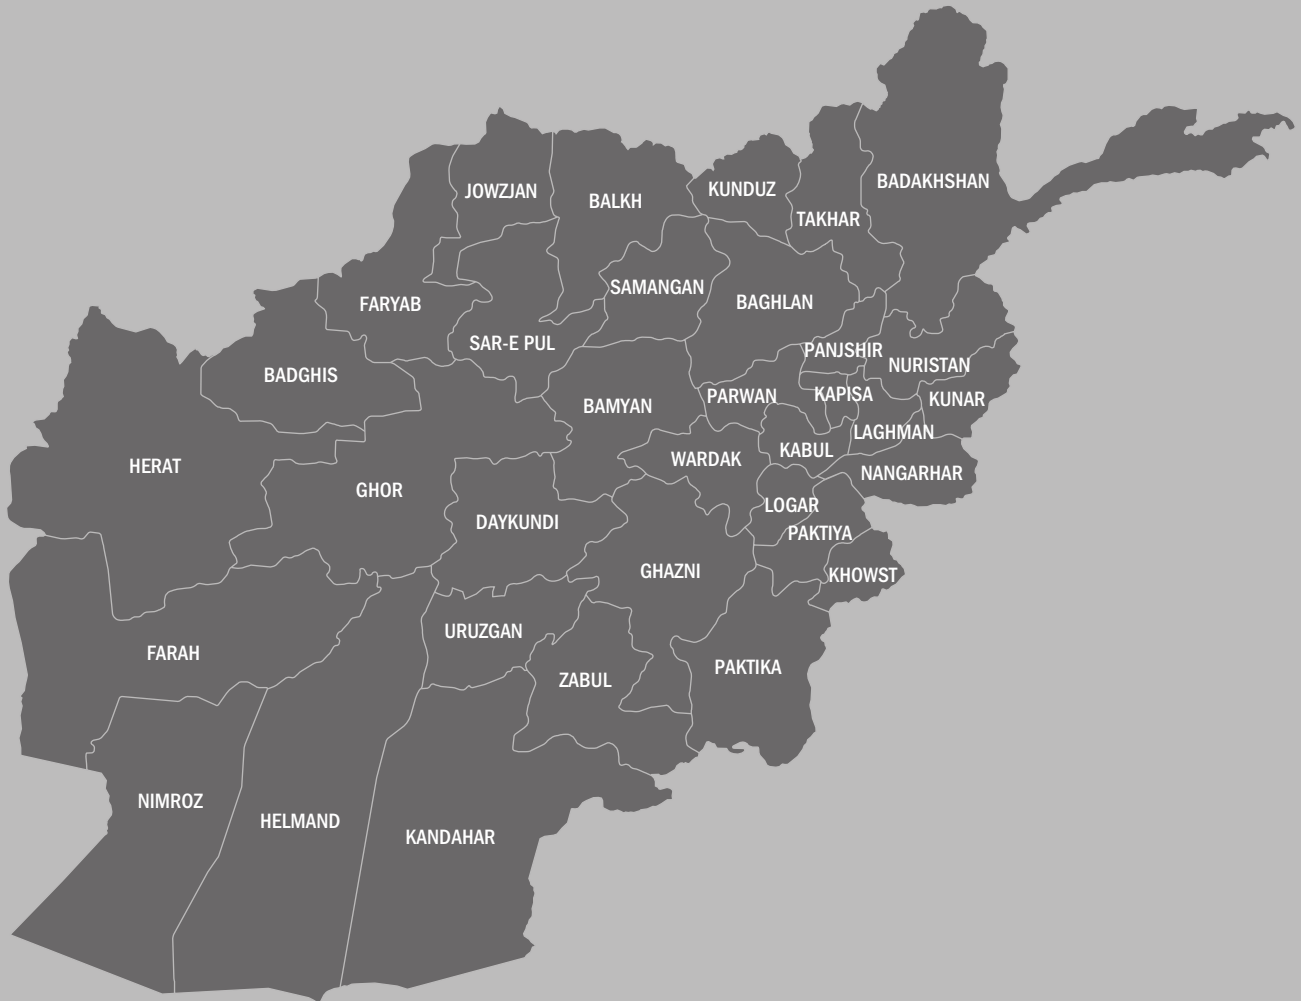 BADAKHSHAN
JOWZJAN
BALKH
KUNDUZ
TAKHAR
SAMANGAN
BAGHLAN
FARYAB
SAR-E PUL
PANJSHIR
NURISTAN
BADGHIS
BAMYAN
PARWAN
KAPISA
KUNAR
LAGHMAN
HERAT
WARDAK
KABUL
NANGARHAR
GHOR
DAYKUNDI
LOGAR
PAKTIYA
GHAZNI
KHOWST
URUZGAN
FARAH
ZABUL
PAKTIKA
NIMROZ
HELMAND
KANDAHAR